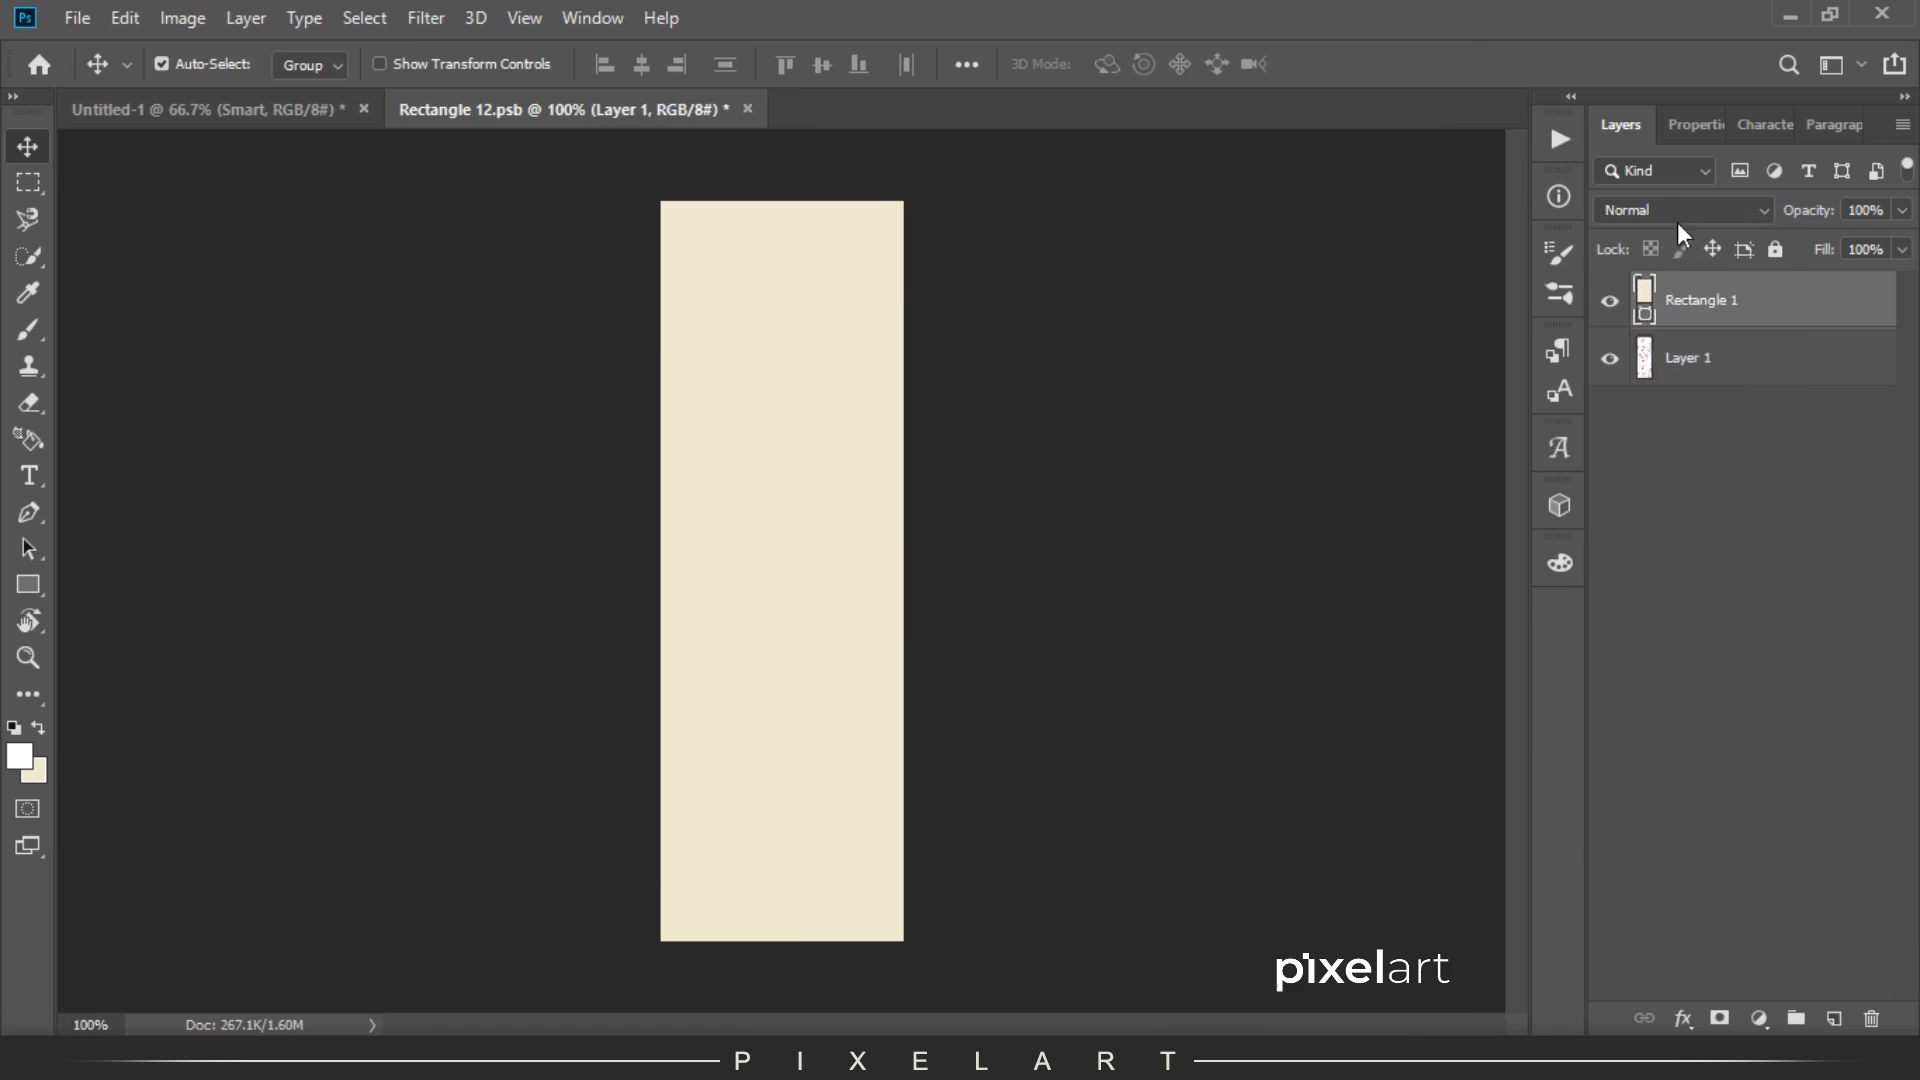 Ps File Edit Image Layer Type Select Filter 3D View Window Help
Auto-Select: Group Show Transform Controls 3D Mode:
Untitled-1 @ 66.7% (Smart, RGB/8#) * Rectangle 12.psb @ 100% (Layer 1, RGB/8#) *
Layers Properti Characte Paragrap
Kind
Normal Opacity: 100%
Lock: Fill: 100%
Rectangle 1
Layer 1
pixelart
100% Doc: 267.1K/1.60M
PIXELART